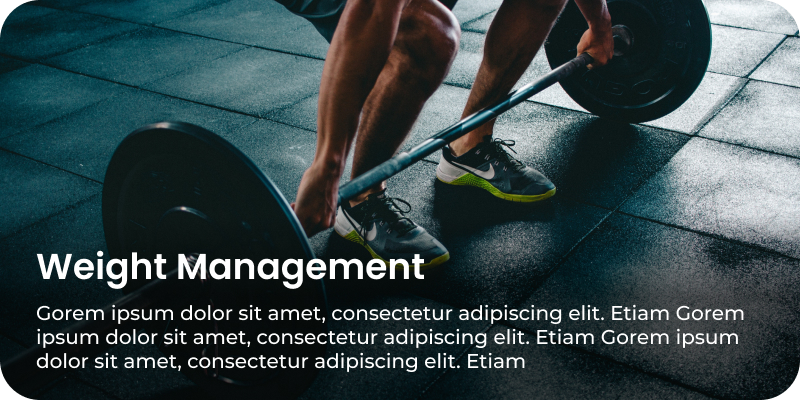 Weight Management
Gorem ipsum dolor sit amet, consectetur adipiscing elit. Etiam Gorem
ipsum dolor sit amet, consectetur adipiscing elit. Etiam Gorem ipsum
dolor sit amet, consectetur adipiscing elit. Etiam